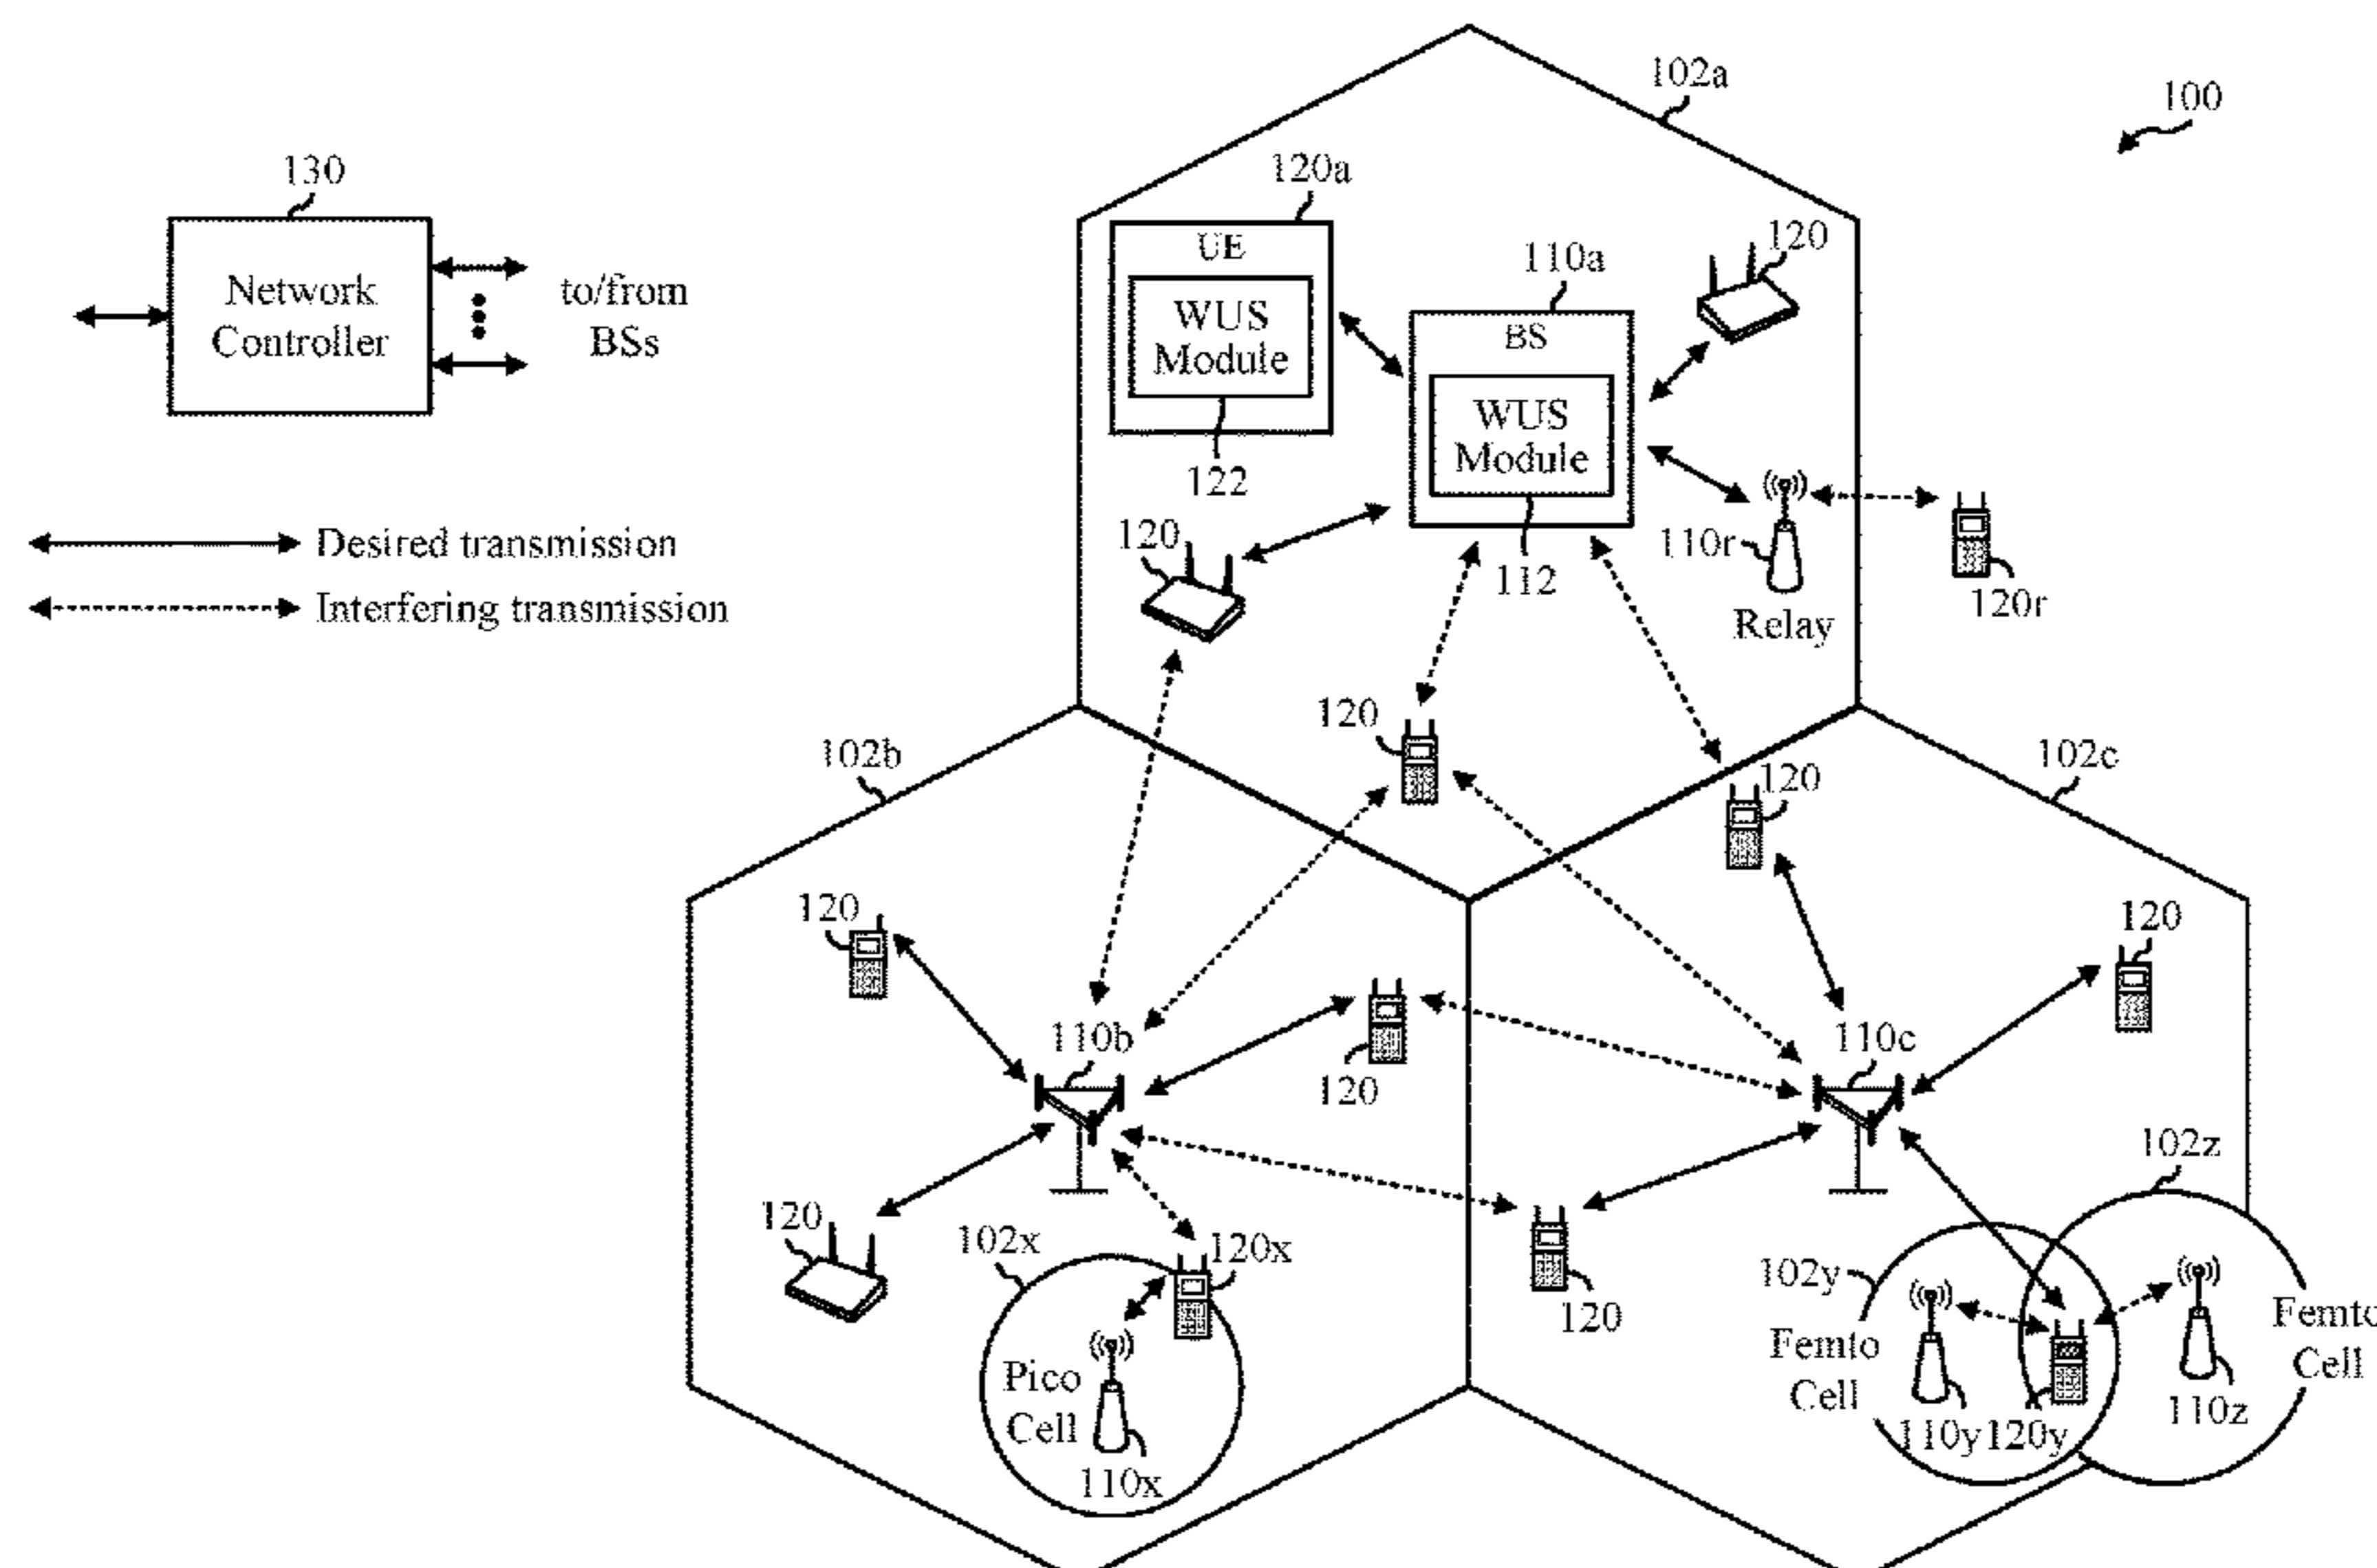 102a
100
130
120a
UE
WUS
Module
122
110a
BS
WUS
Module
112
120
Network
Controller
to/from
BSs
Desired transmission
Interfering transmission
120
110r
Relay
120r
120
120
102b
102c
120
120
120
110b
110c
120
102z
120
102x
120x
Pico
Cell
110x
120
102y
Femto
Cell
110y
120y
110z
Femto
Cell